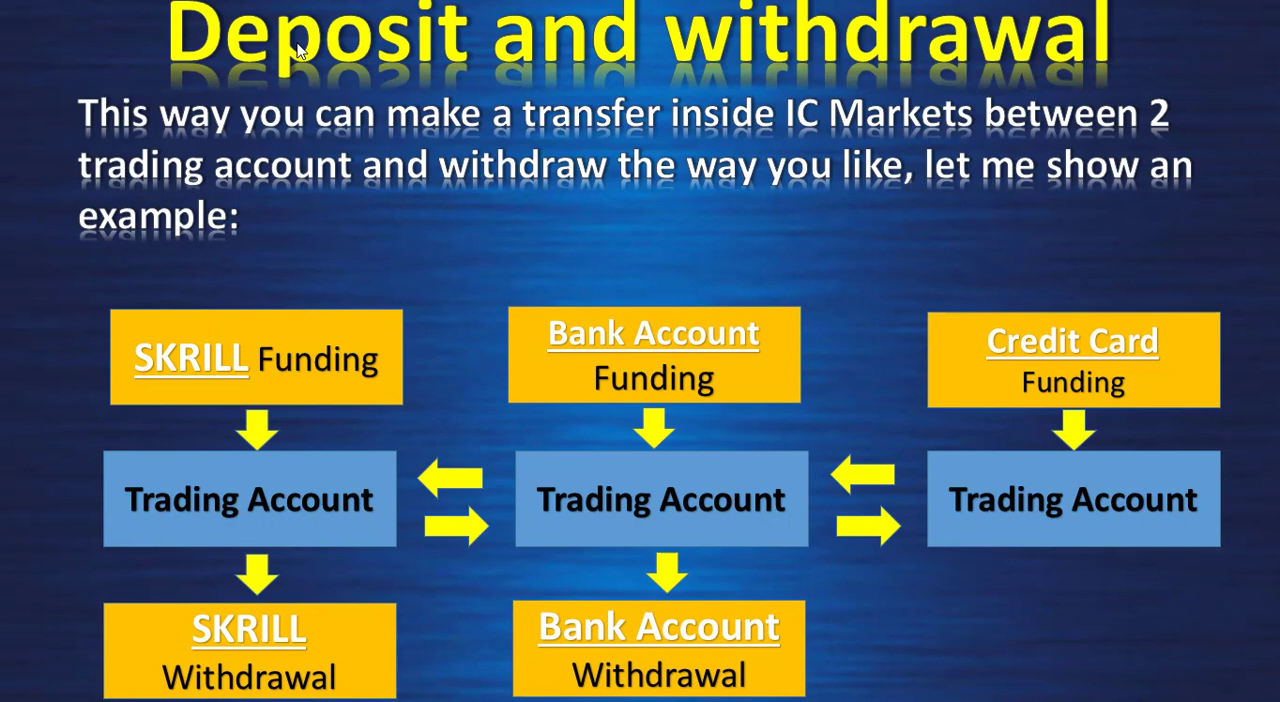 Deposit and withdrawal
This way you can make a transfer inside IC Markets between 2
trading account and withdraw the way you like, let me show an
example:
SKRILL Funding
Bank Account
Funding
Credit Card
Funding
Trading Account
Trading Account
Trading Account
SKRILL
Withdrawal
Bank Account
Withdrawal